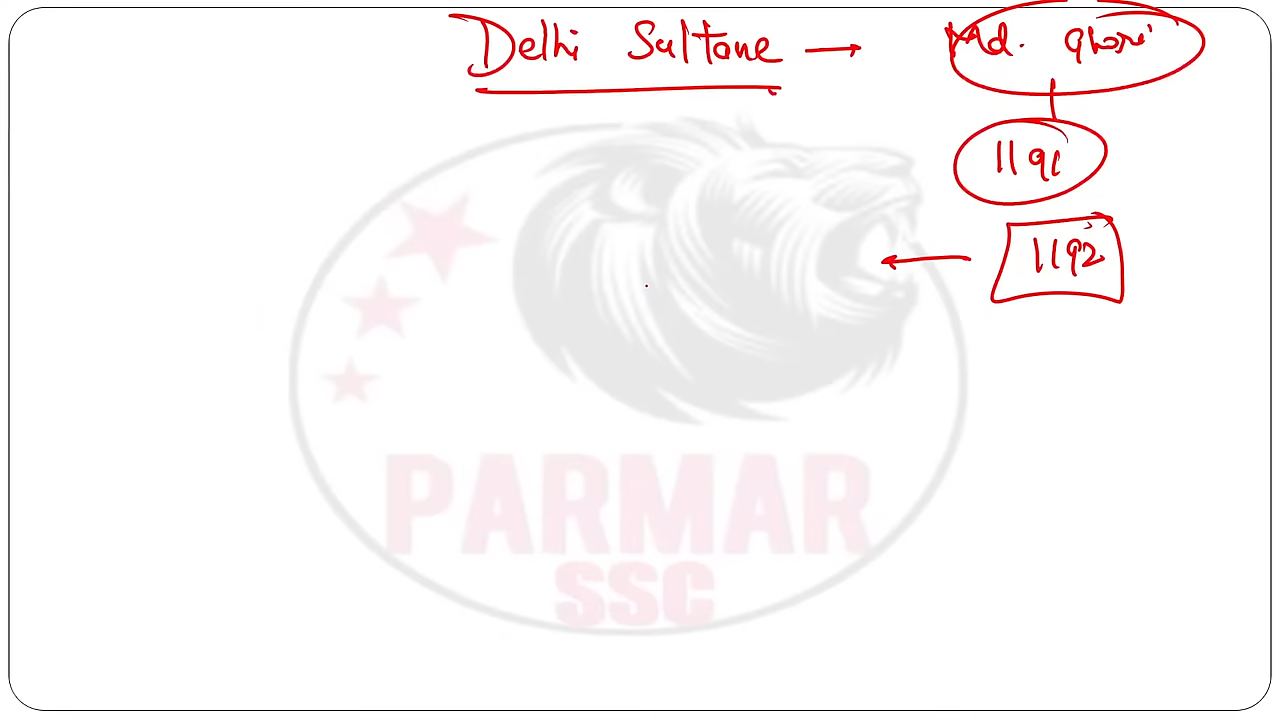 Delhi Sultane → Md. Ghori
1191
1192
PARMAR
SSC